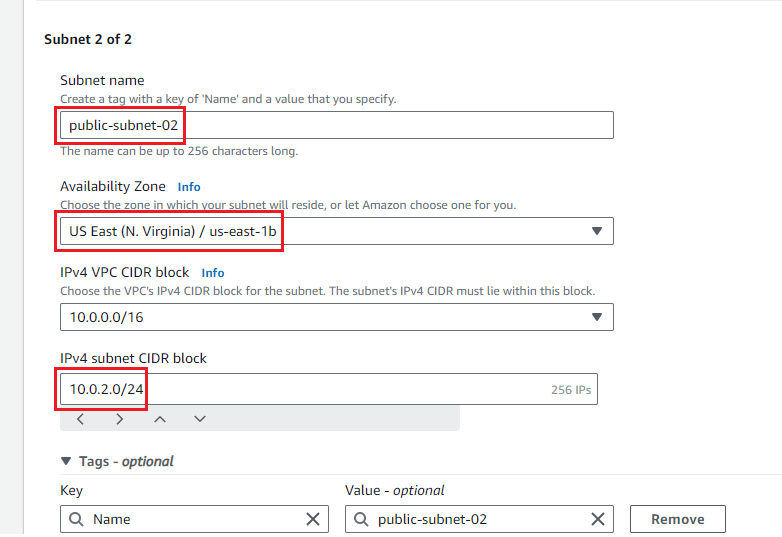 Subnet 2 of 2
Subnet name
Create a tag with a key of 'Name' and a value that you specify.
public-subnet-02
The name can be up to 256 characters long.
Availability Zone Info
Choose the zone in which your subnet will reside, or let Amazon choose one for you.
US East (N. Virginia) / us-east-1b
IPv4 VPC CIDR block Info
Choose the VPC's IPv4 CIDR block for the subnet. The subnet's IPv4 CIDR must lie within this block.
10.0.0.0/16
IPv4 subnet CIDR block
10.0.2.0/24 256 IPs
Tags - optional
Key Value - optional
Name public-subnet-02 Remove